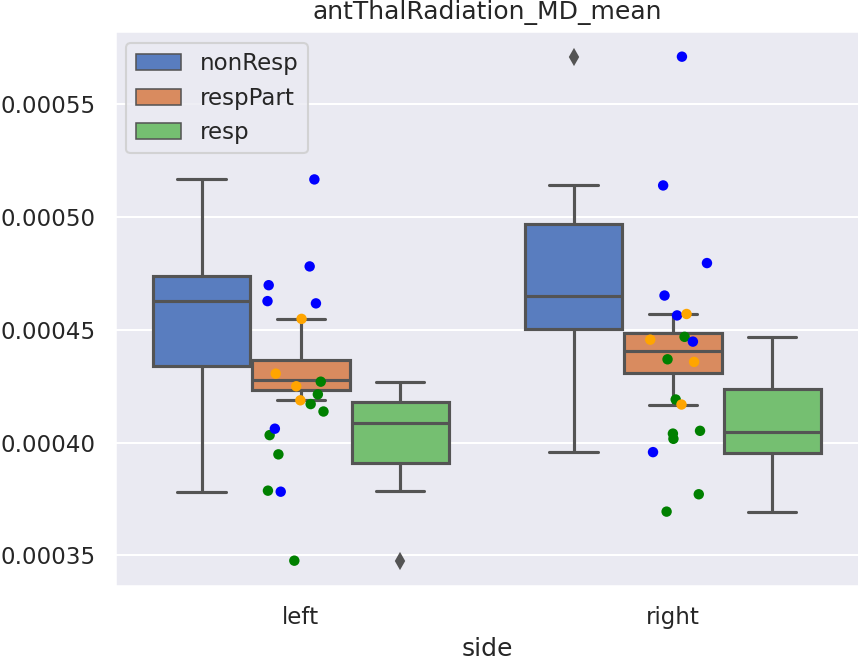 antThalRadiation_MD_mean
nonResp
respPart
resp
0.00055
0.00050
0.00045
0.00040
0.00035
left
right
side